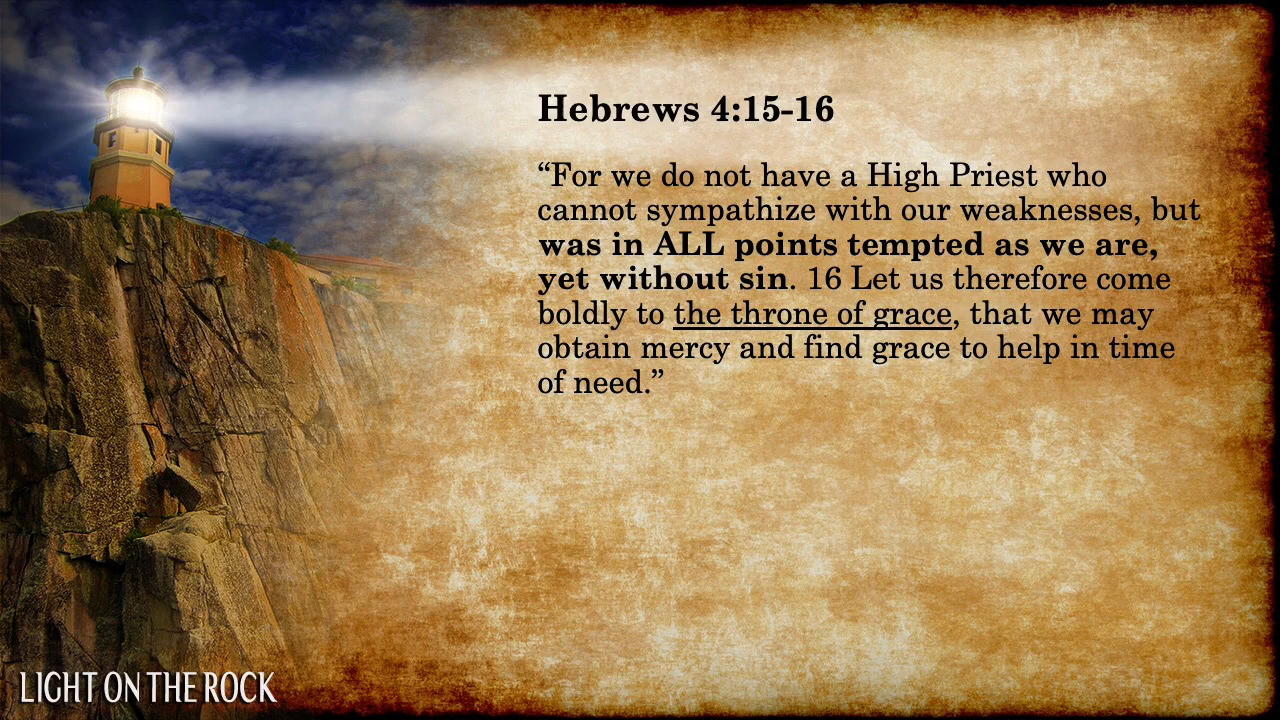 Hebrews 4:15-16
“For we do not have a High Priest who
cannot sympathize with our weaknesses, but
was in ALL points tempted as we are,
yet without sin. 16 Let us therefore come
boldly to the throne of grace, that we may
obtain mercy and find grace to help in time
of need.”
LIGHT ON THE ROCK